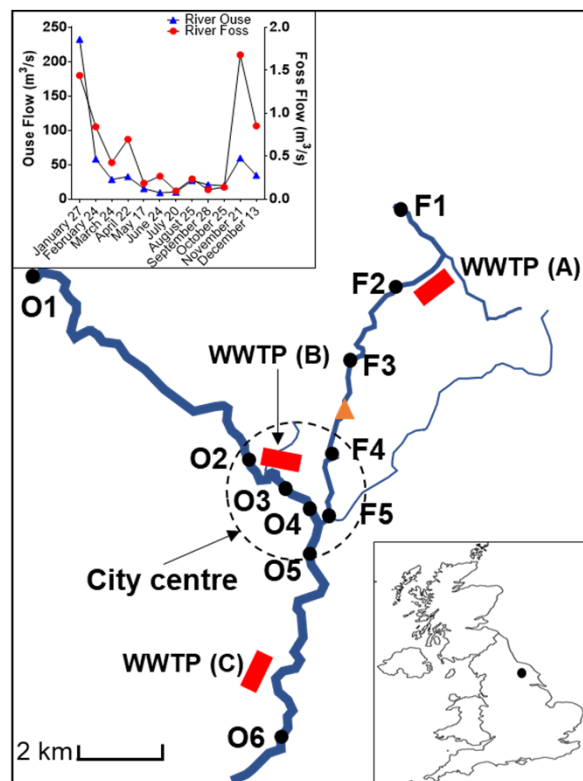 River Ouse
River Foss
Ouse Flow (m³/s)
250
200
150
100
50
0
2.0
1.5
1.0
0.5
0.0
Foss Flow (m³/s)
January 27
February 24
March 24
April 22
May 17
June 24
July 20
August 25
September 28
October 25
November 21
December 13
F1
WWTP (A)
F2
O1
WWTP (B)
F3
F4
O2
O3
O4
F5
O5
City centre
WWTP (C)
O6
2 km